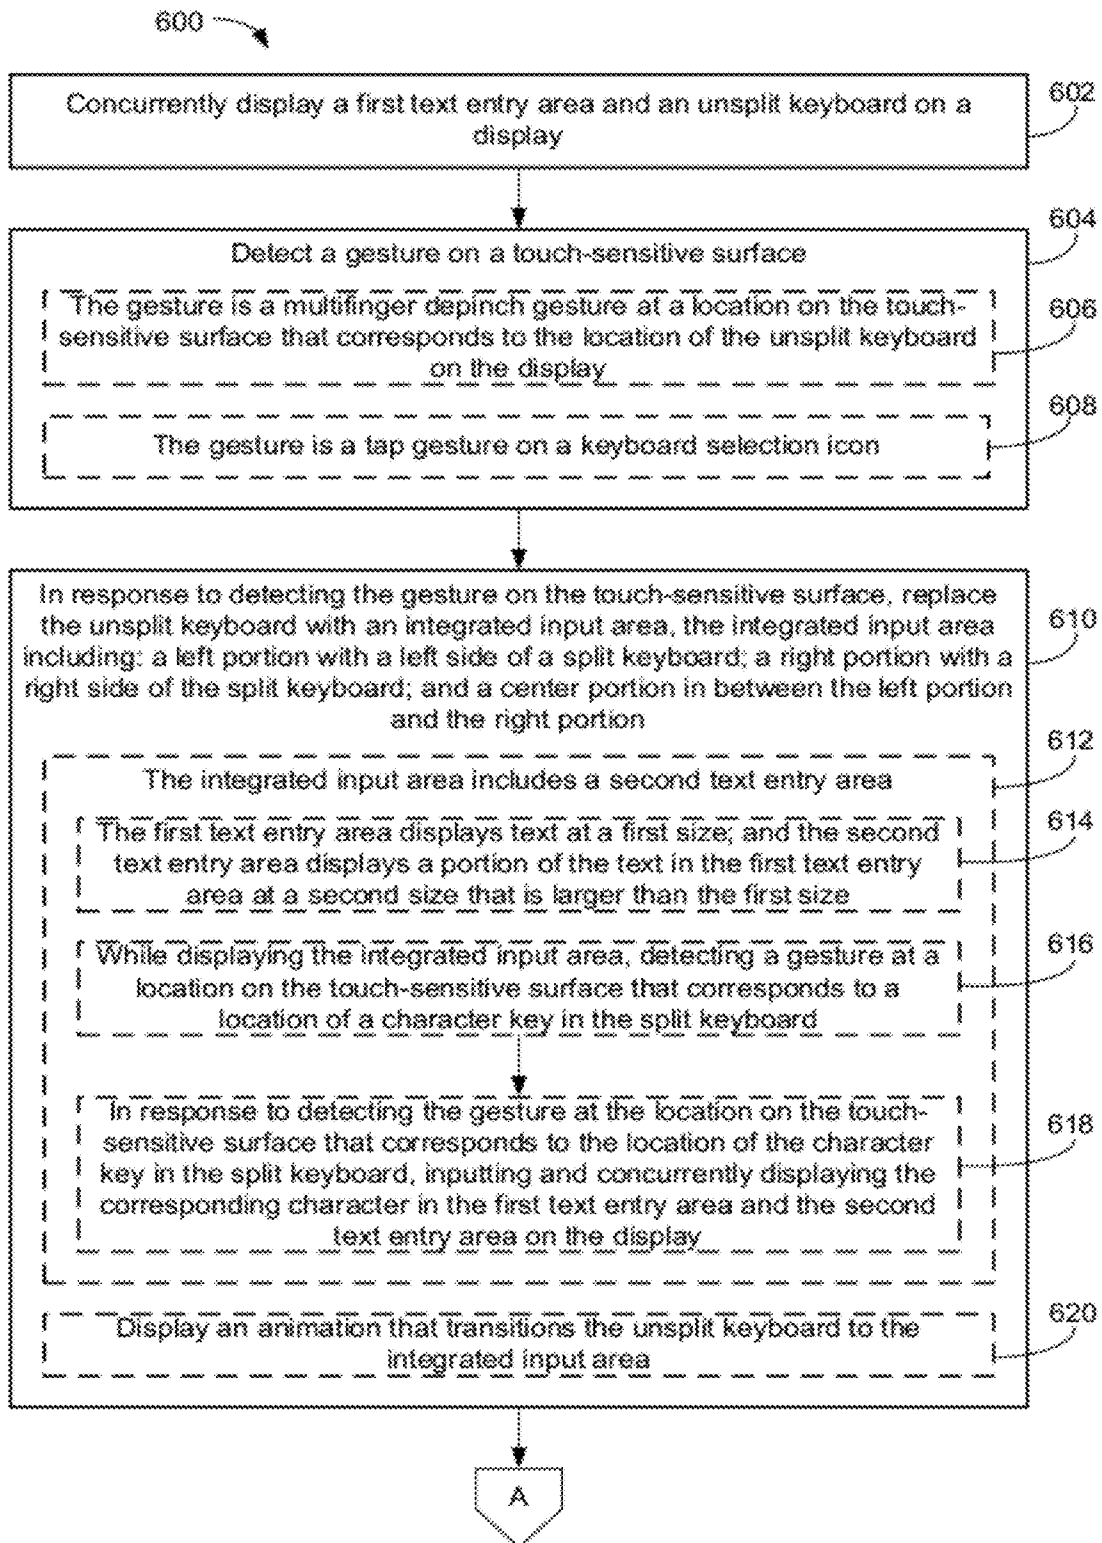 600
Concurrently display a first text entry area and an unsplit keyboard on a
display
602
Detect a gesture on a touch-sensitive surface
604
The gesture is a multifinger depinch gesture at a location on the touch-
sensitive surface that corresponds to the location of the unsplit keyboard
on the display
606
The gesture is a tap gesture on a keyboard selection icon
608
In response to detecting the gesture on the touch-sensitive surface, replace
the unsplit keyboard with an integrated input area, the integrated input area
including: a left portion with a left side of a split keyboard; a right portion with a
right side of the split keyboard; and a center portion in between the left portion
and the right portion
610
The integrated input area includes a second text entry area
612
The first text entry area displays text at a first size; and the second
text entry area displays a portion of the text in the first text entry
area at a second size that is larger than the first size
614
While displaying the integrated input area, detecting a gesture at a
location on the touch-sensitive surface that corresponds to a
location of a character key in the split keyboard
616
In response to detecting the gesture at the location on the touch-
sensitive surface that corresponds to the location of the character
key in the split keyboard, inputting and concurrently displaying the
corresponding character in the first text entry area and the second
text entry area on the display
618
Display an animation that transitions the unsplit keyboard to the
integrated input area
620
A